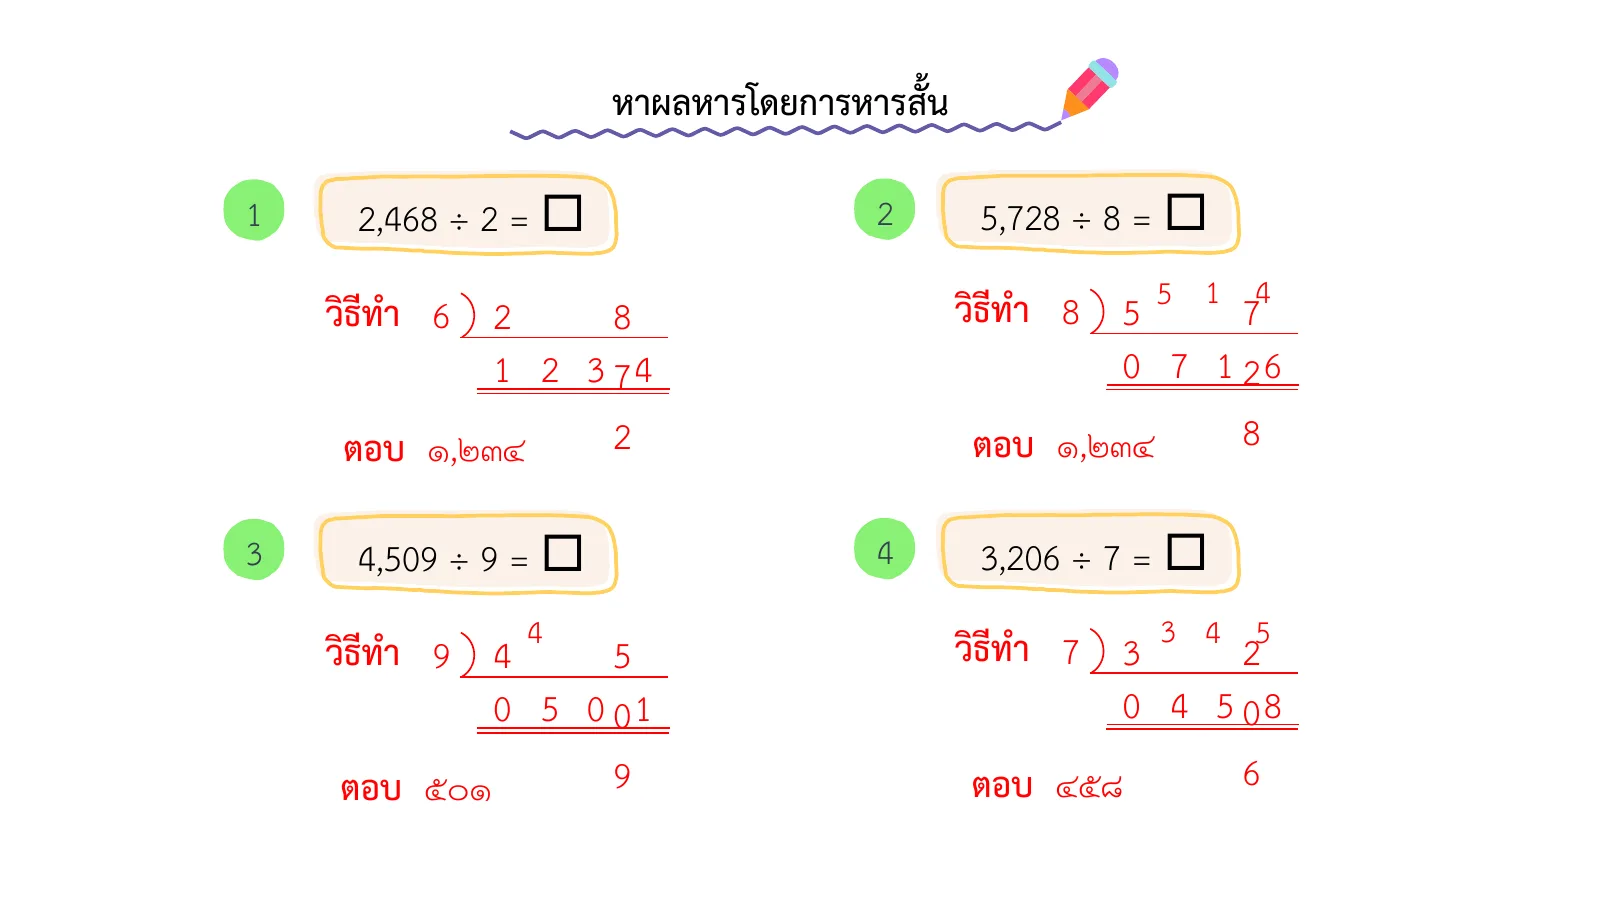 หาผลหารโดยการหารสั้น
1 2,468 ÷ 2 = □
วิธีทำ 6 ) 2 8
1 2 3 7 4
2
ตอบ ๑,๒๓๔
2 5,728 ÷ 8 = □
5 1 4
วิธีทำ 8 ) 5 7
0 7 1 2 6
8
ตอบ ๑,๒๓๔
3 4,509 ÷ 9 = □
4
วิธีทำ 9 ) 4 5
0 5 0 0 1
9
ตอบ ๕๐๑
4 3,206 ÷ 7 = □
3 4 5
วิธีทำ 7 ) 3 2
0 4 5 0 8
6
ตอบ ๔๕๘